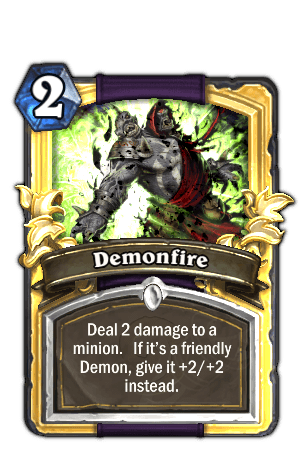 2
Demonfire
Deal 2 damage to a
minion. If it's a friendly
Demon, give it +2/+2
instead.